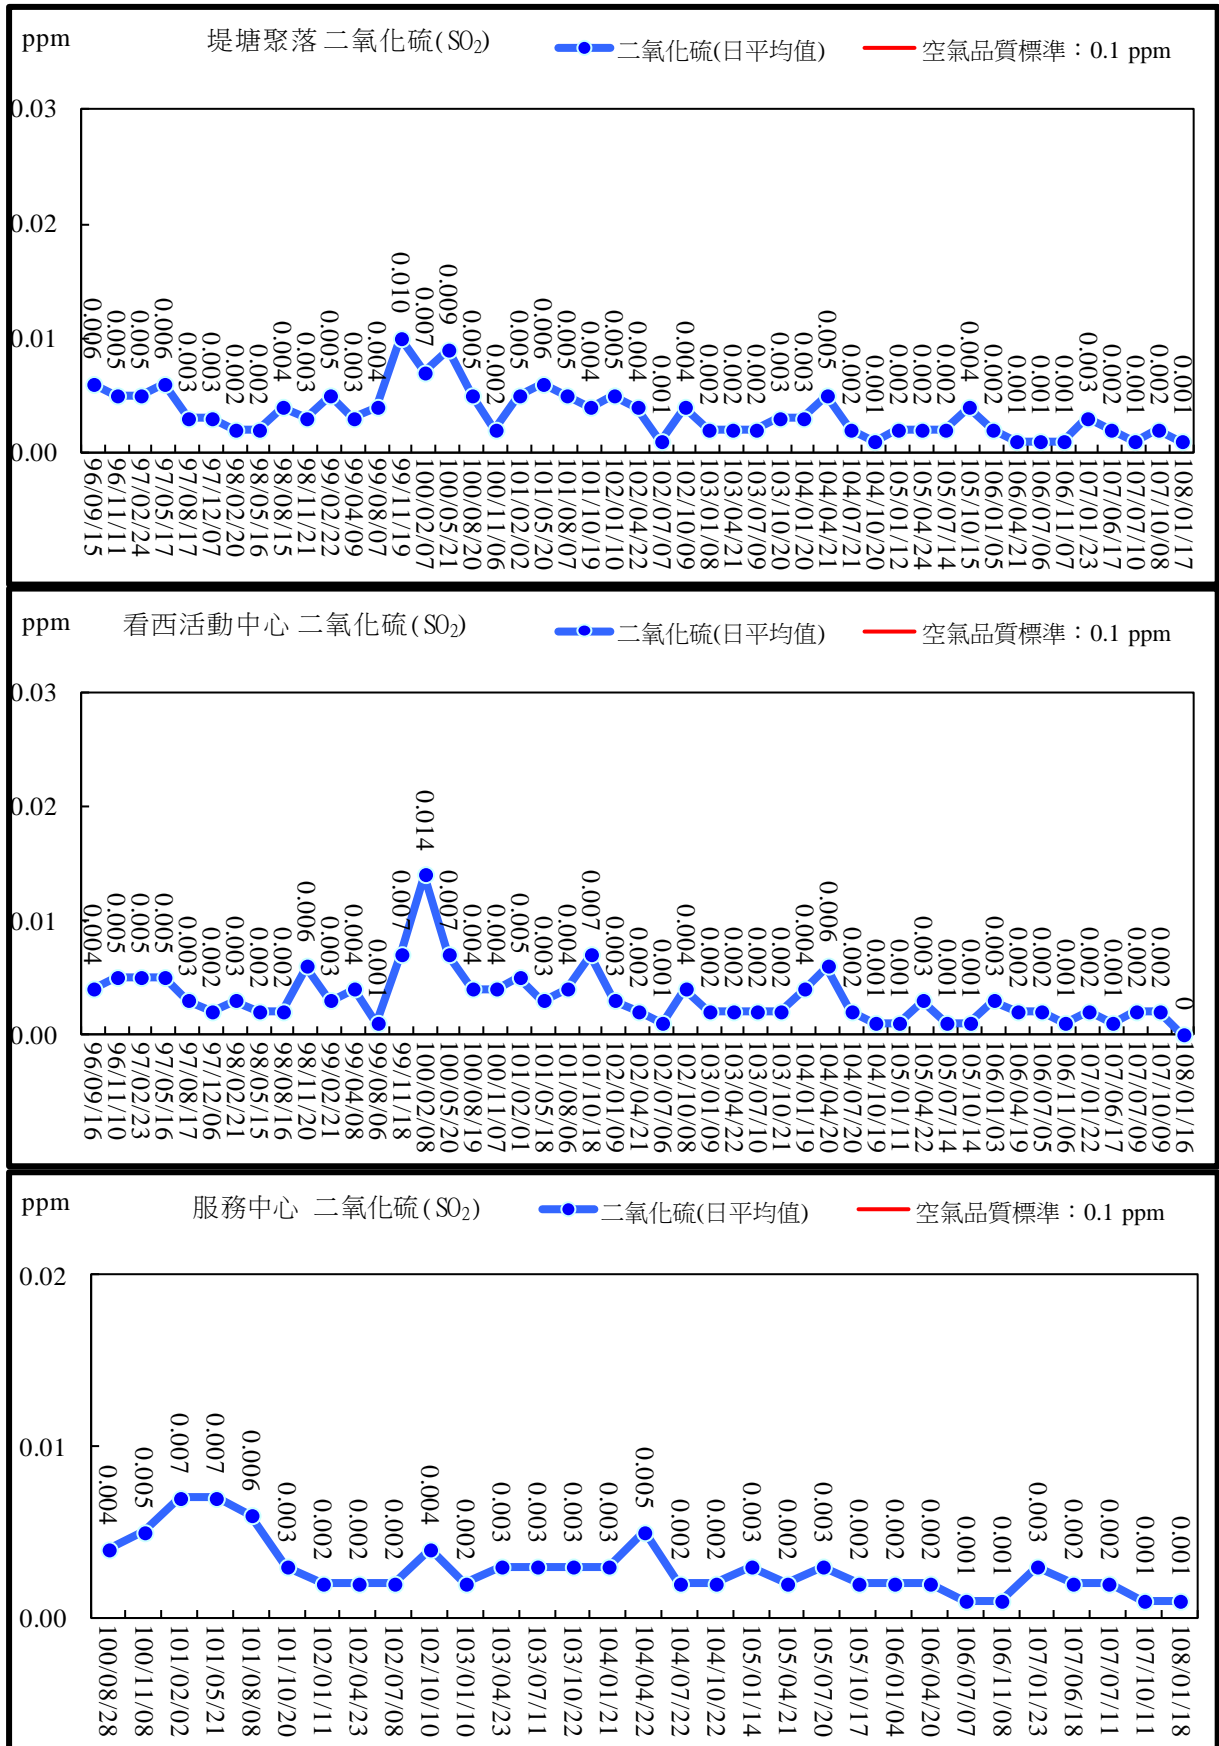 ppm 堤塘聚落 二氧化硫(SO2) 二氧化硫(日平均值) 空氣品質標準：0.1 ppm
0.03
0.02
0.01
0.00
0.006 0.005 0.005 0.006 0.003 0.003 0.002 0.002 0.004 0.003 0.005 0.003 0.004 0.010 0.007 0.009 0.005 0.002 0.005 0.006 0.005 0.004 0.005 0.004 0.001 0.004 0.002 0.002 0.002 0.003 0.003 0.005 0.002 0.001 0.002 0.002 0.002 0.004 0.002 0.001 0.001 0.001 0.003 0.002 0.001 0.002 0.001
96/09/15 96/11/11 97/02/24 97/05/17 97/08/17 97/12/07 98/02/20 98/05/16 98/08/15 98/11/21 99/02/22 99/04/09 99/08/07 99/11/19 100/02/07 100/05/21 100/08/20 100/11/06 101/02/02 101/05/20 101/08/07 101/10/19 102/01/10 102/04/22 102/07/07 102/10/09 103/01/08 103/04/21 103/07/09 103/10/20 104/01/20 104/04/21 104/07/21 104/10/20 105/01/12 105/04/24 105/07/14 105/10/15 106/01/05 106/04/21 106/07/06 106/11/07 107/01/23 107/06/17 107/07/10 107/10/08 108/01/17
ppm 看西活動中心 二氧化硫(SO2) 二氧化硫(日平均值) 空氣品質標準：0.1 ppm
0.03
0.02
0.01
0.00
0.004 0.005 0.005 0.005 0.003 0.002 0.003 0.002 0.002 0.006 0.003 0.004 0.001 0.007 0.014 0.007 0.004 0.004 0.005 0.003 0.004 0.007 0.003 0.002 0.001 0.004 0.002 0.002 0.002 0.002 0.004 0.006 0.002 0.001 0.001 0.003 0.001 0.001 0.003 0.002 0.002 0.001 0.002 0.001 0.002 0.002 0
96/09/16 96/11/10 97/02/23 97/05/16 97/08/17 97/12/06 98/02/21 98/05/15 98/08/16 98/11/20 99/02/21 99/04/08 99/08/06 99/11/18 100/02/08 100/05/20 100/08/19 100/11/07 101/02/01 101/05/18 101/08/06 101/10/18 102/01/09 102/04/21 102/07/06 102/10/08 103/01/09 103/04/22 103/07/10 103/10/21 104/01/19 104/04/20 104/07/20 104/10/19 105/01/11 105/04/22 105/07/14 105/10/14 106/01/03 106/04/19 106/07/05 106/11/06 107/01/22 107/06/16 107/07/09 107/10/09 108/01/16
ppm 服務中心 二氧化硫(SO2) 二氧化硫(日平均值) 空氣品質標準：0.1 ppm
0.02
0.01
0.00
0.004 0.005 0.007 0.007 0.006 0.003 0.002 0.002 0.002 0.004 0.002 0.003 0.003 0.003 0.003 0.005 0.002 0.002 0.003 0.002 0.003 0.002 0.002 0.002 0.001 0.001 0.003 0.002 0.002 0.001 0.001
100/08/28 100/11/08 101/02/02 101/05/21 101/08/08 101/10/20 102/01/11 102/04/23 102/07/08 102/10/10 103/01/10 103/04/23 103/07/11 103/10/22 104/01/21 104/04/22 104/07/22 104/10/22 105/01/14 105/04/21 105/07/20 105/10/17 106/01/04 106/04/20 106/07/07 106/11/08 107/01/23 107/06/18 107/07/11 107/10/11 108/01/18